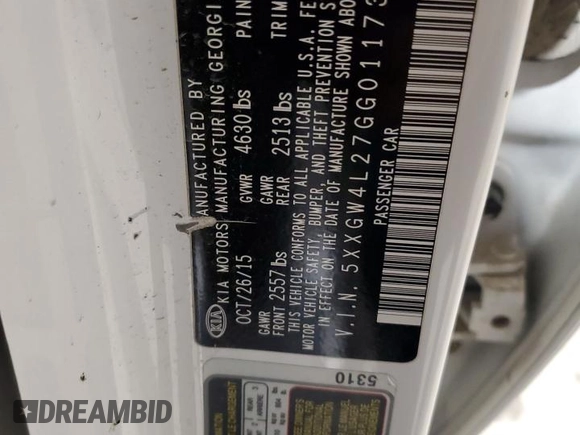 MANUFACTURED BY
KIA MOTORS MANUFACTURING GEORGI
KIA
OCT/26/15 GVWR 4630 lbs PAIN
GAWR GAWR
FRONT 2557 lbs REAR 2513 lbs TRIM
THIS VEHICLE CONFORMS TO ALL APPLICABLE U.S.A. FE
MOTOR VEHICLE SAFETY, BUMPER, AND THEFT PREVENTION S
IN EFFECT ON THE DATE OF MANUFACTURE SHOWN ABO
V.I.N. 5XXGW4L27GG01173
PASSENGER CAR
5310
DREAMBID